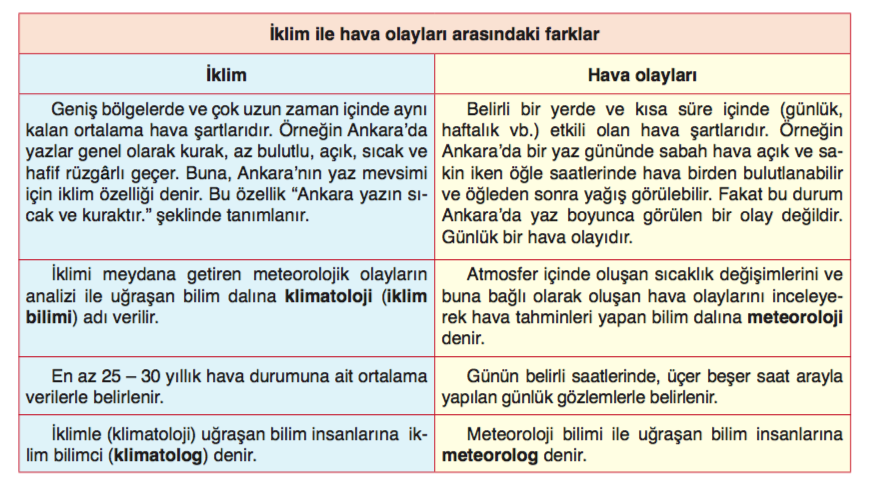 İklim ile hava olayları arasındaki farklar
İklim
Hava olayları
Geniş bölgelerde ve çok uzun zaman içinde aynı
kalan ortalama hava şartlarıdır. Örneğin Ankara’da
yazlar genel olarak kurak, az bulutlu, açık, sıcak ve
hafif rüzgârlı geçer. Buna, Ankara’nın yaz mevsimi
için iklim özelliği denir. Bu özellik “Ankara yazın sı-
cak ve kuraktır.” şeklinde tanımlanır.
Belirli bir yerde ve kısa süre içinde (günlük,
haftalık vb.) etkili olan hava şartlarıdır. Örneğin
Ankara’da bir yaz gününde sabah hava açık ve sa-
kin iken öğle saatlerinde hava birden bulutlanabilir
ve öğleden sonra yağış görülebilir. Fakat bu durum
Ankara’da yaz boyunca görülen bir olay değildir.
Günlük bir hava olayıdır.
İklimi meydana getiren meteorolojik olayların
analizi ile uğraşan bilim dalına klimatoloji (iklim
bilimi) adı verilir.
Atmosfer içinde oluşan sıcaklık değişimlerini ve
buna bağlı olarak oluşan hava olaylarını inceleye-
rek hava tahminleri yapan bilim dalına meteoroloji
denir.
En az 25 – 30 yıllık hava durumuna ait ortalama
verilerle belirlenir.
Günün belirli saatlerinde, üçer beşer saat arayla
yapılan günlük gözlemlerle belirlenir.
İklimle (klimatoloji) uğraşan bilim insanlarına ik-
lim bilimci (klimatolog) denir.
Meteoroloji bilimi ile uğraşan bilim insanlarına
meteorolog denir.